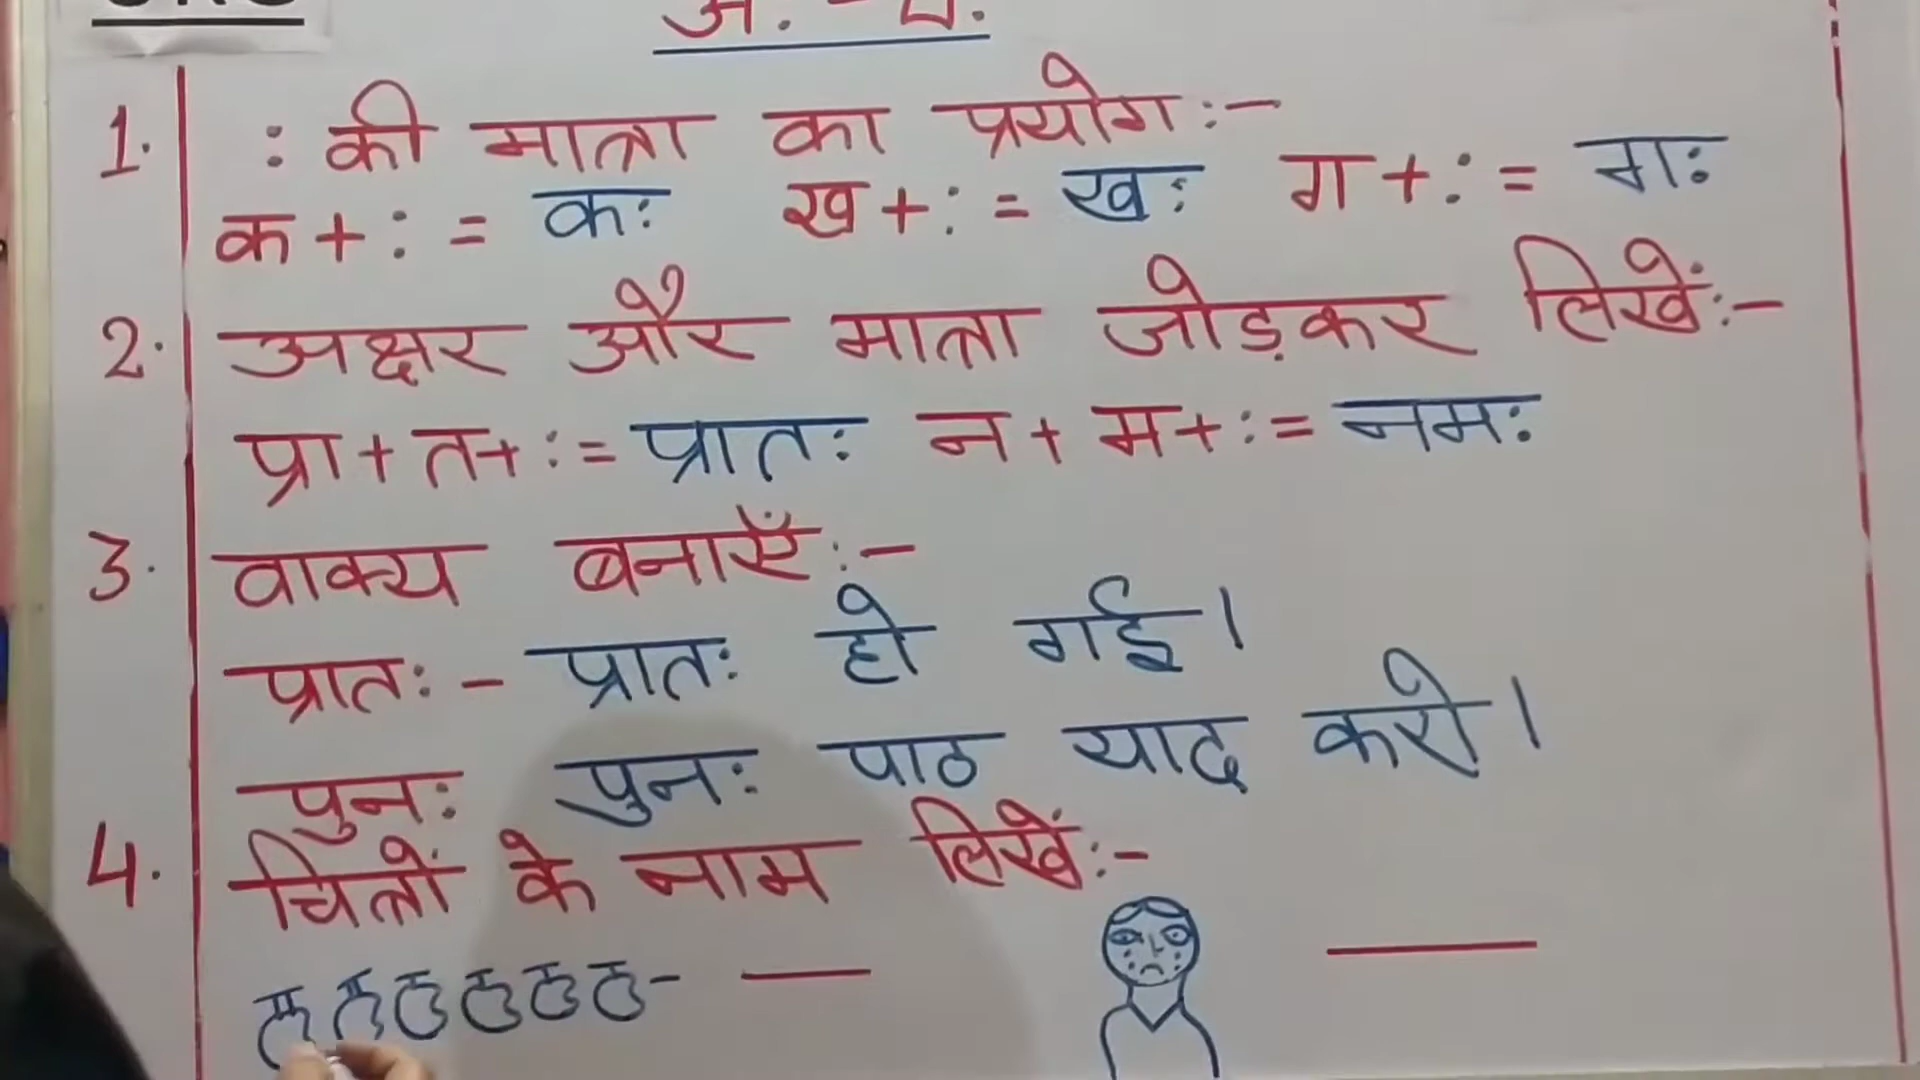 अ. - य.
1. : की मात्रा का प्रयोग :-
क + : = कः ख + : = खः ग + : = गः
2. अक्षर और मात्रा जोड़कर लिखें :-
प्रा + त + : = प्रातः न + म + : = नमः
3. वाक्य बनाएँ :-
प्रातः - प्रातः हो गई।
पुनः पुनः पाठ याद करो।
4. चित्रों के नाम लिखें :-